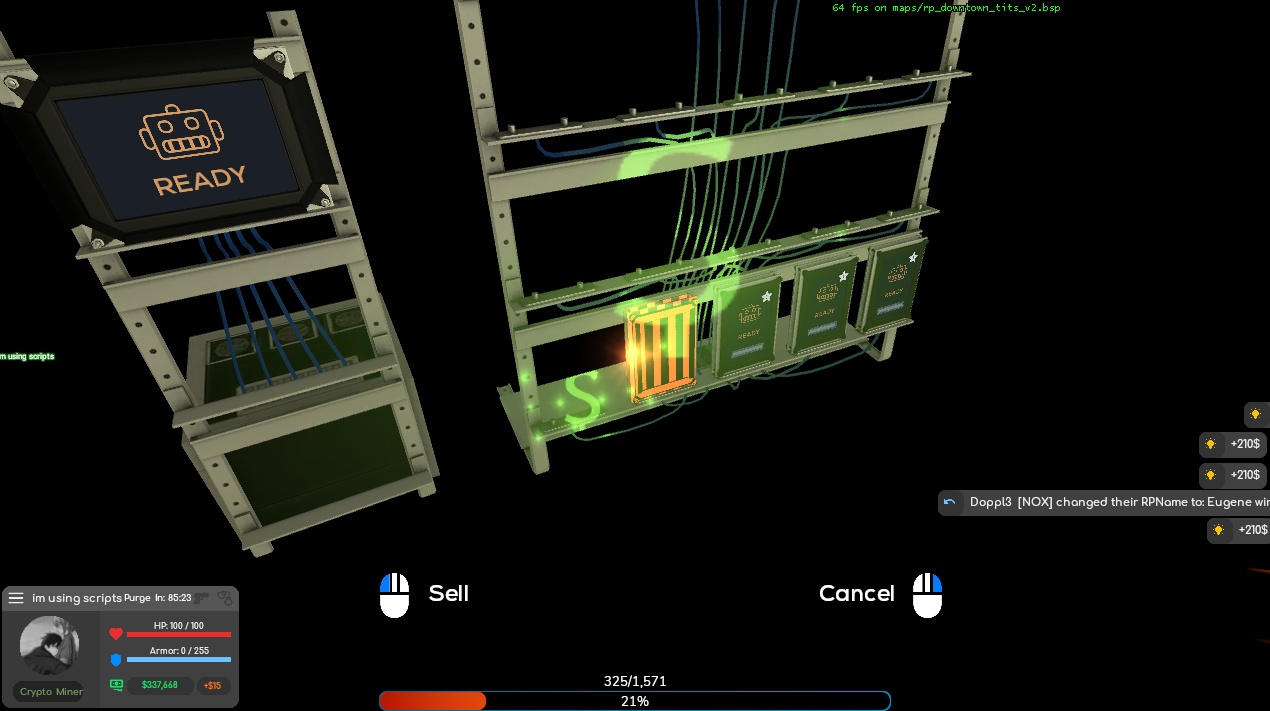 64 fps on maps/rp_downtown_tits_v2.bsp
READY
READY
READY
READY
S
m using scripts
+210$
+210$
Doppl3 [NOX] changed their RPName to: Eugene wi
+210$
Sell
Cancel
im using scripts
Purge In: 85:23
HP: 100 / 100
Armor: 0 / 255
Crypto Miner
$337,668
+$15
325/1,571
21%